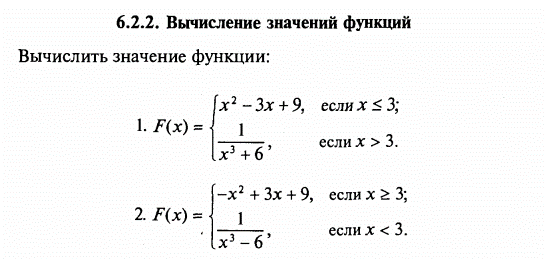 6.2.2. Вычисление значений функций
Вычислить значение функции:
1. F(x) = { x² − 3x + 9, если x ≤ 3;
1/(x³ + 6), если x > 3.
2. F(x) = { −x² + 3x + 9, если x ≥ 3;
1/(x³ − 6), если x < 3.